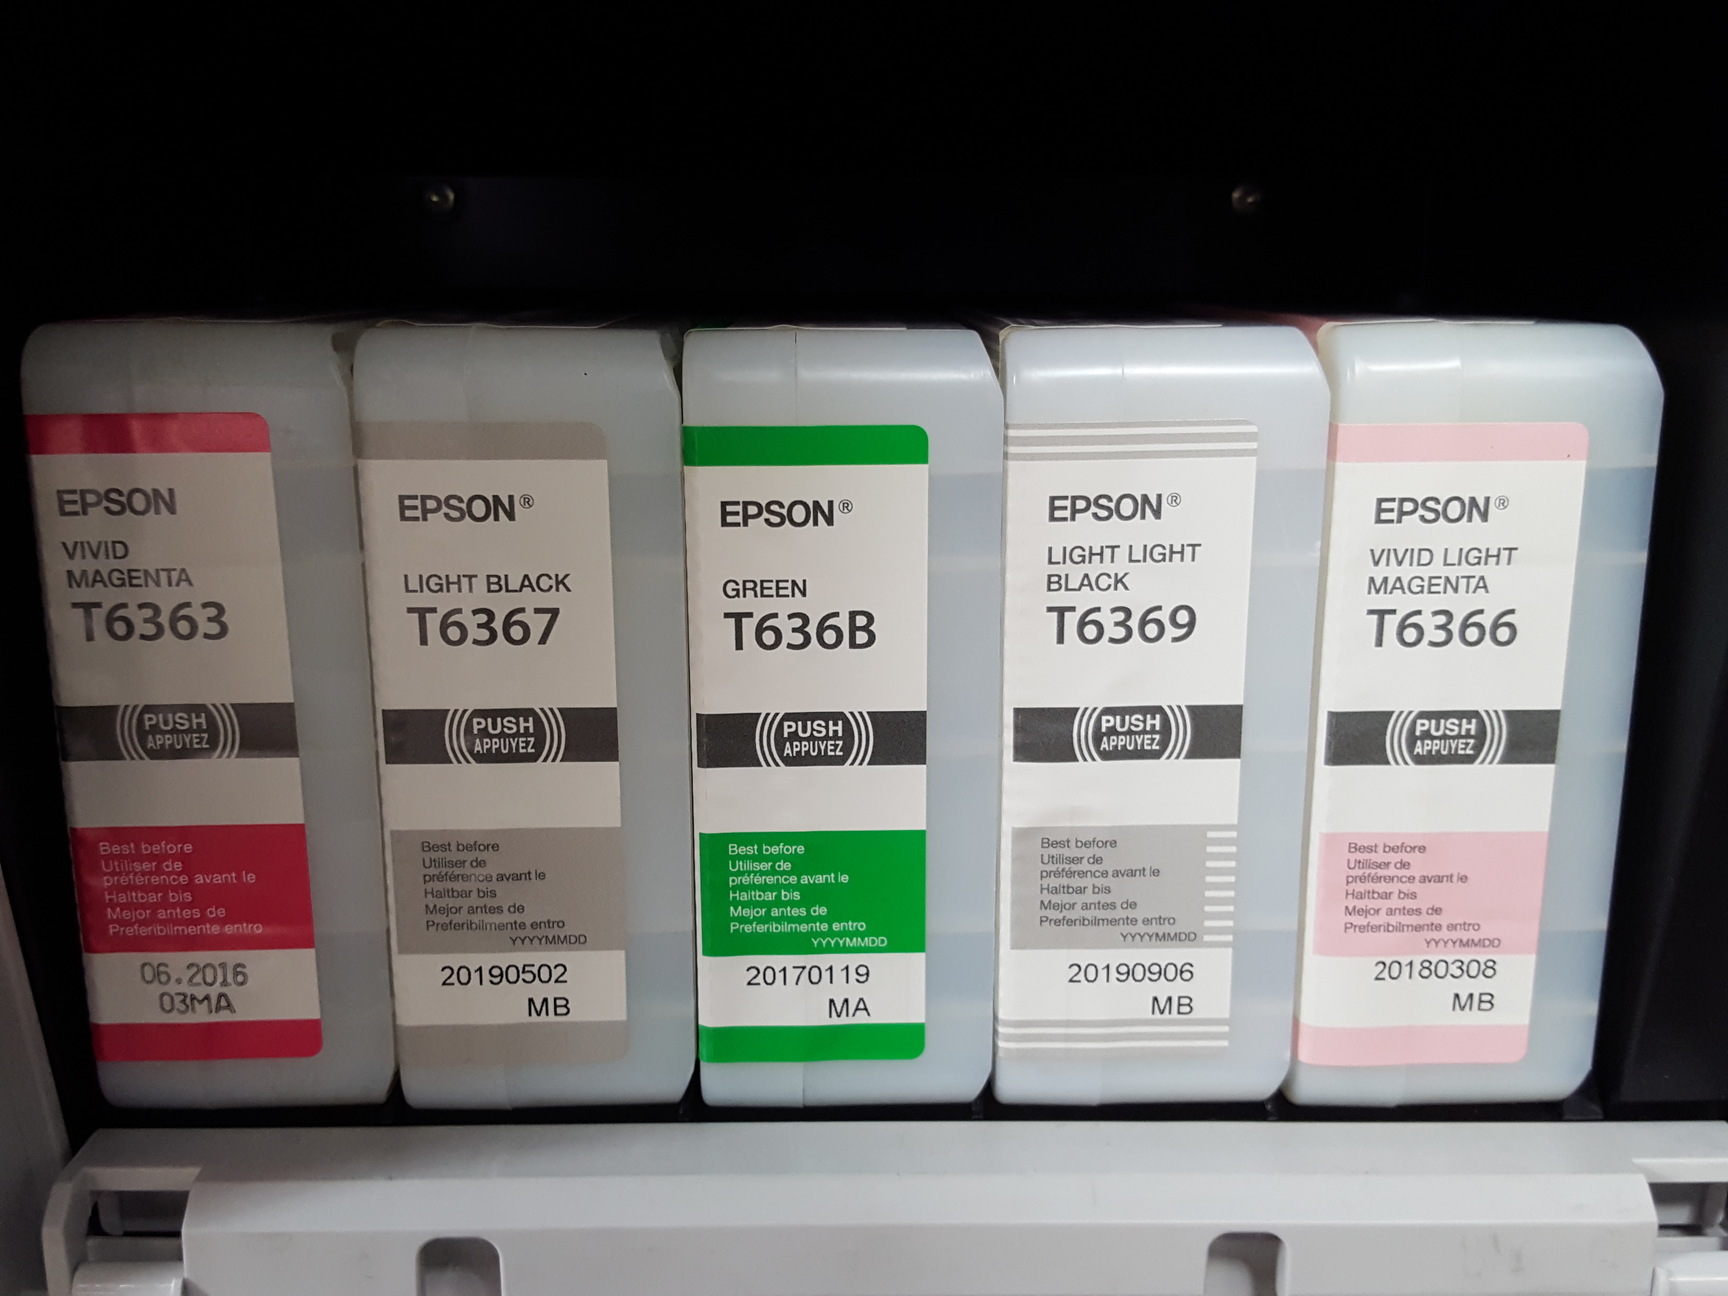 EPSON
VIVID
MAGENTA
T6363
PUSH
APPUYEZ
Best before
Utiliser de
préférence avant le
Haltbar bis
Mejor antes de
Preferibilmente entro
06.2016
03MA
EPSON®
LIGHT BLACK
T6367
PUSH
APPUYEZ
Best before
Utiliser de
préférence avant le
Haltbar bis
Mejor antes de
Preferibilmente entro
YYYYMMDD
20190502
MB
EPSON®
GREEN
T636B
PUSH
APPUYEZ
Best before
Utiliser de
préférence avant le
Haltbar bis
Mejor antes de
Preferibilmente entro
YYYYMMDD
20170119
MA
EPSON®
LIGHT LIGHT
BLACK
T6369
PUSH
APPUYEZ
Best before
Utiliser de
préférence avant le
Haltbar bis
Mejor antes de
Preferibilmente entro
YYYYMMDD
20190906
MB
EPSON®
VIVID LIGHT
MAGENTA
T6366
PUSH
APPUYEZ
Best before
Utiliser de
préférence avant le
Haltbar bis
Mejor antes de
Preferibilmente entro
YYYYMMDD
20180308
MB